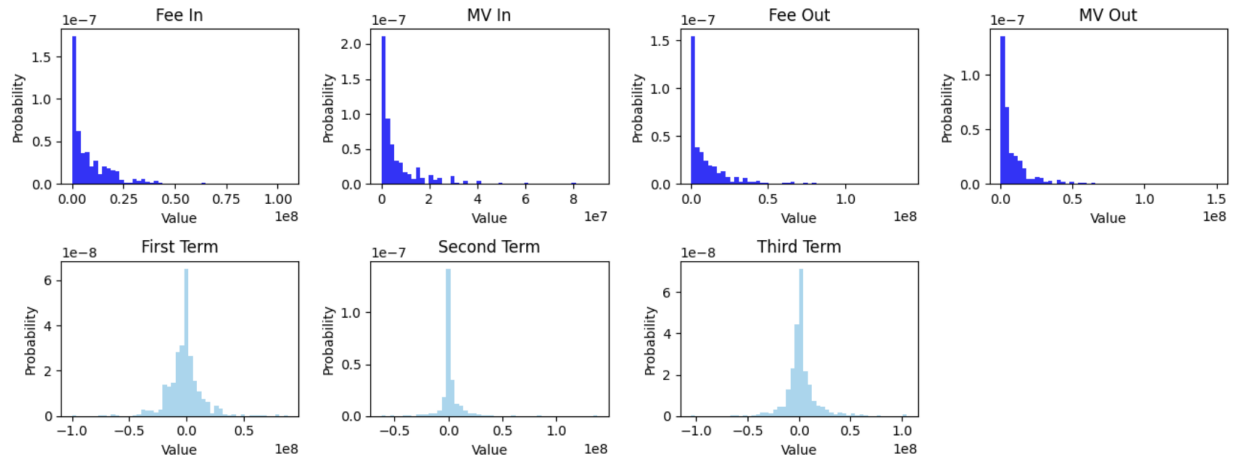 Fee In
1e−7
Probability
1.5
1.0
0.5
0.0
0.00 0.25 0.50 0.75 1.00
Value
1e8
MV In
1e−7
Probability
2.0
1.5
1.0
0.5
0.0
0 2 4 6 8
Value
1e7
Fee Out
1e−7
Probability
1.5
1.0
0.5
0.0
0.0 0.5 1.0
Value
1e8
MV Out
1e−7
Probability
1.0
0.5
0.0
0.0 0.5 1.0 1.5
Value
1e8
First Term
1e−8
Probability
6
4
2
0
−1.0 −0.5 0.0 0.5
Value
1e8
Second Term
1e−7
Probability
1.0
0.5
0.0
−0.5 0.0 0.5 1.0
Value
1e8
Third Term
1e−8
Probability
6
4
2
0
−1.0 −0.5 0.0 0.5 1.0
Value
1e8